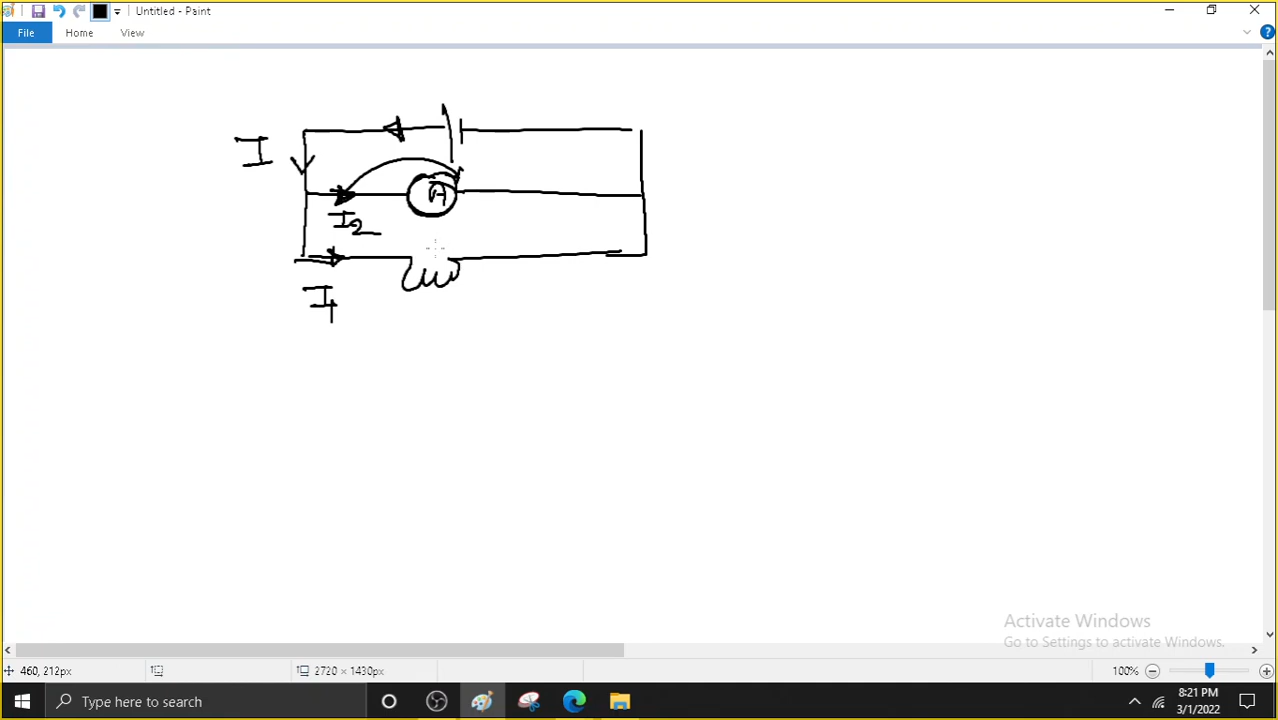 Untitled - Paint
File Home View
I
A
I2
I1
Activate Windows
Go to Settings to activate Windows.
460, 212px 2720 × 1430px 100%
Type here to search
8:21 PM
3/1/2022